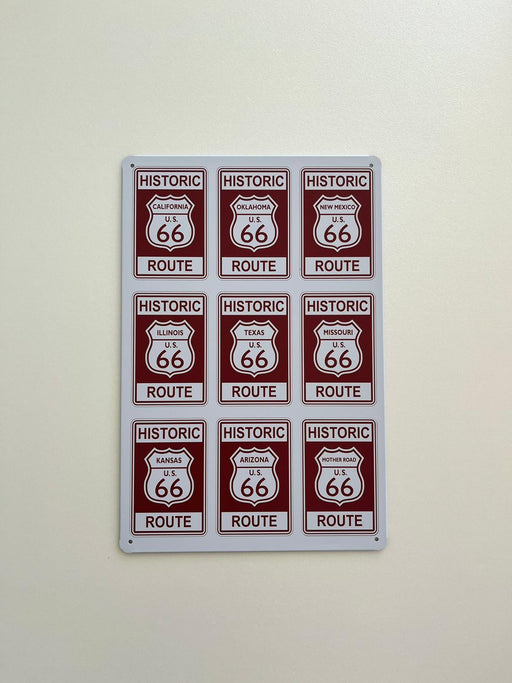 HISTORIC
CALIFORNIA
U.S.
66
ROUTE
HISTORIC
OKLAHOMA
U.S.
66
ROUTE
HISTORIC
NEW MEXICO
U.S.
66
ROUTE
HISTORIC
ILLINOIS
U.S.
66
ROUTE
HISTORIC
TEXAS
U.S.
66
ROUTE
HISTORIC
MISSOURI
U.S.
66
ROUTE
HISTORIC
KANSAS
U.S.
66
ROUTE
HISTORIC
ARIZONA
U.S.
66
ROUTE
HISTORIC
MOTHER ROAD
U.S.
66
ROUTE